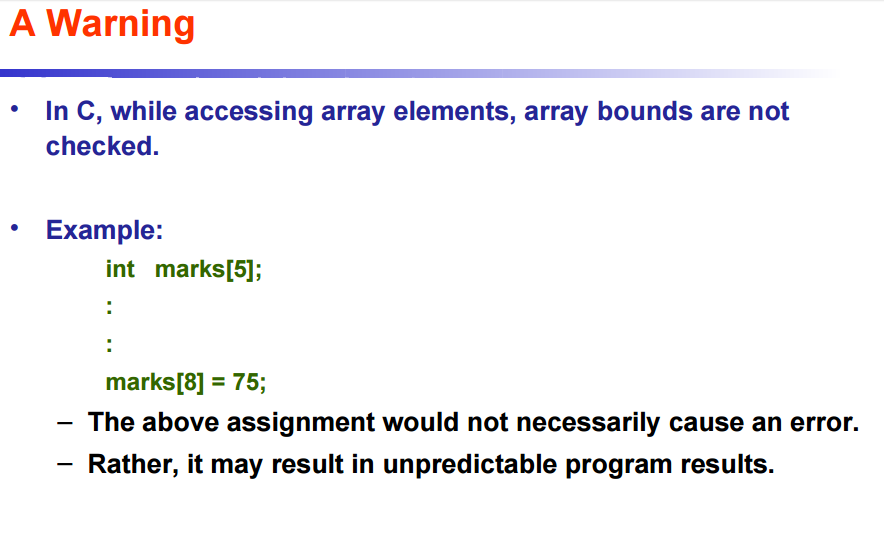 A Warning
• In C, while accessing array elements, array bounds are not
checked.
• Example:
int marks[5];
:
:
marks[8] = 75;
– The above assignment would not necessarily cause an error.
– Rather, it may result in unpredictable program results.